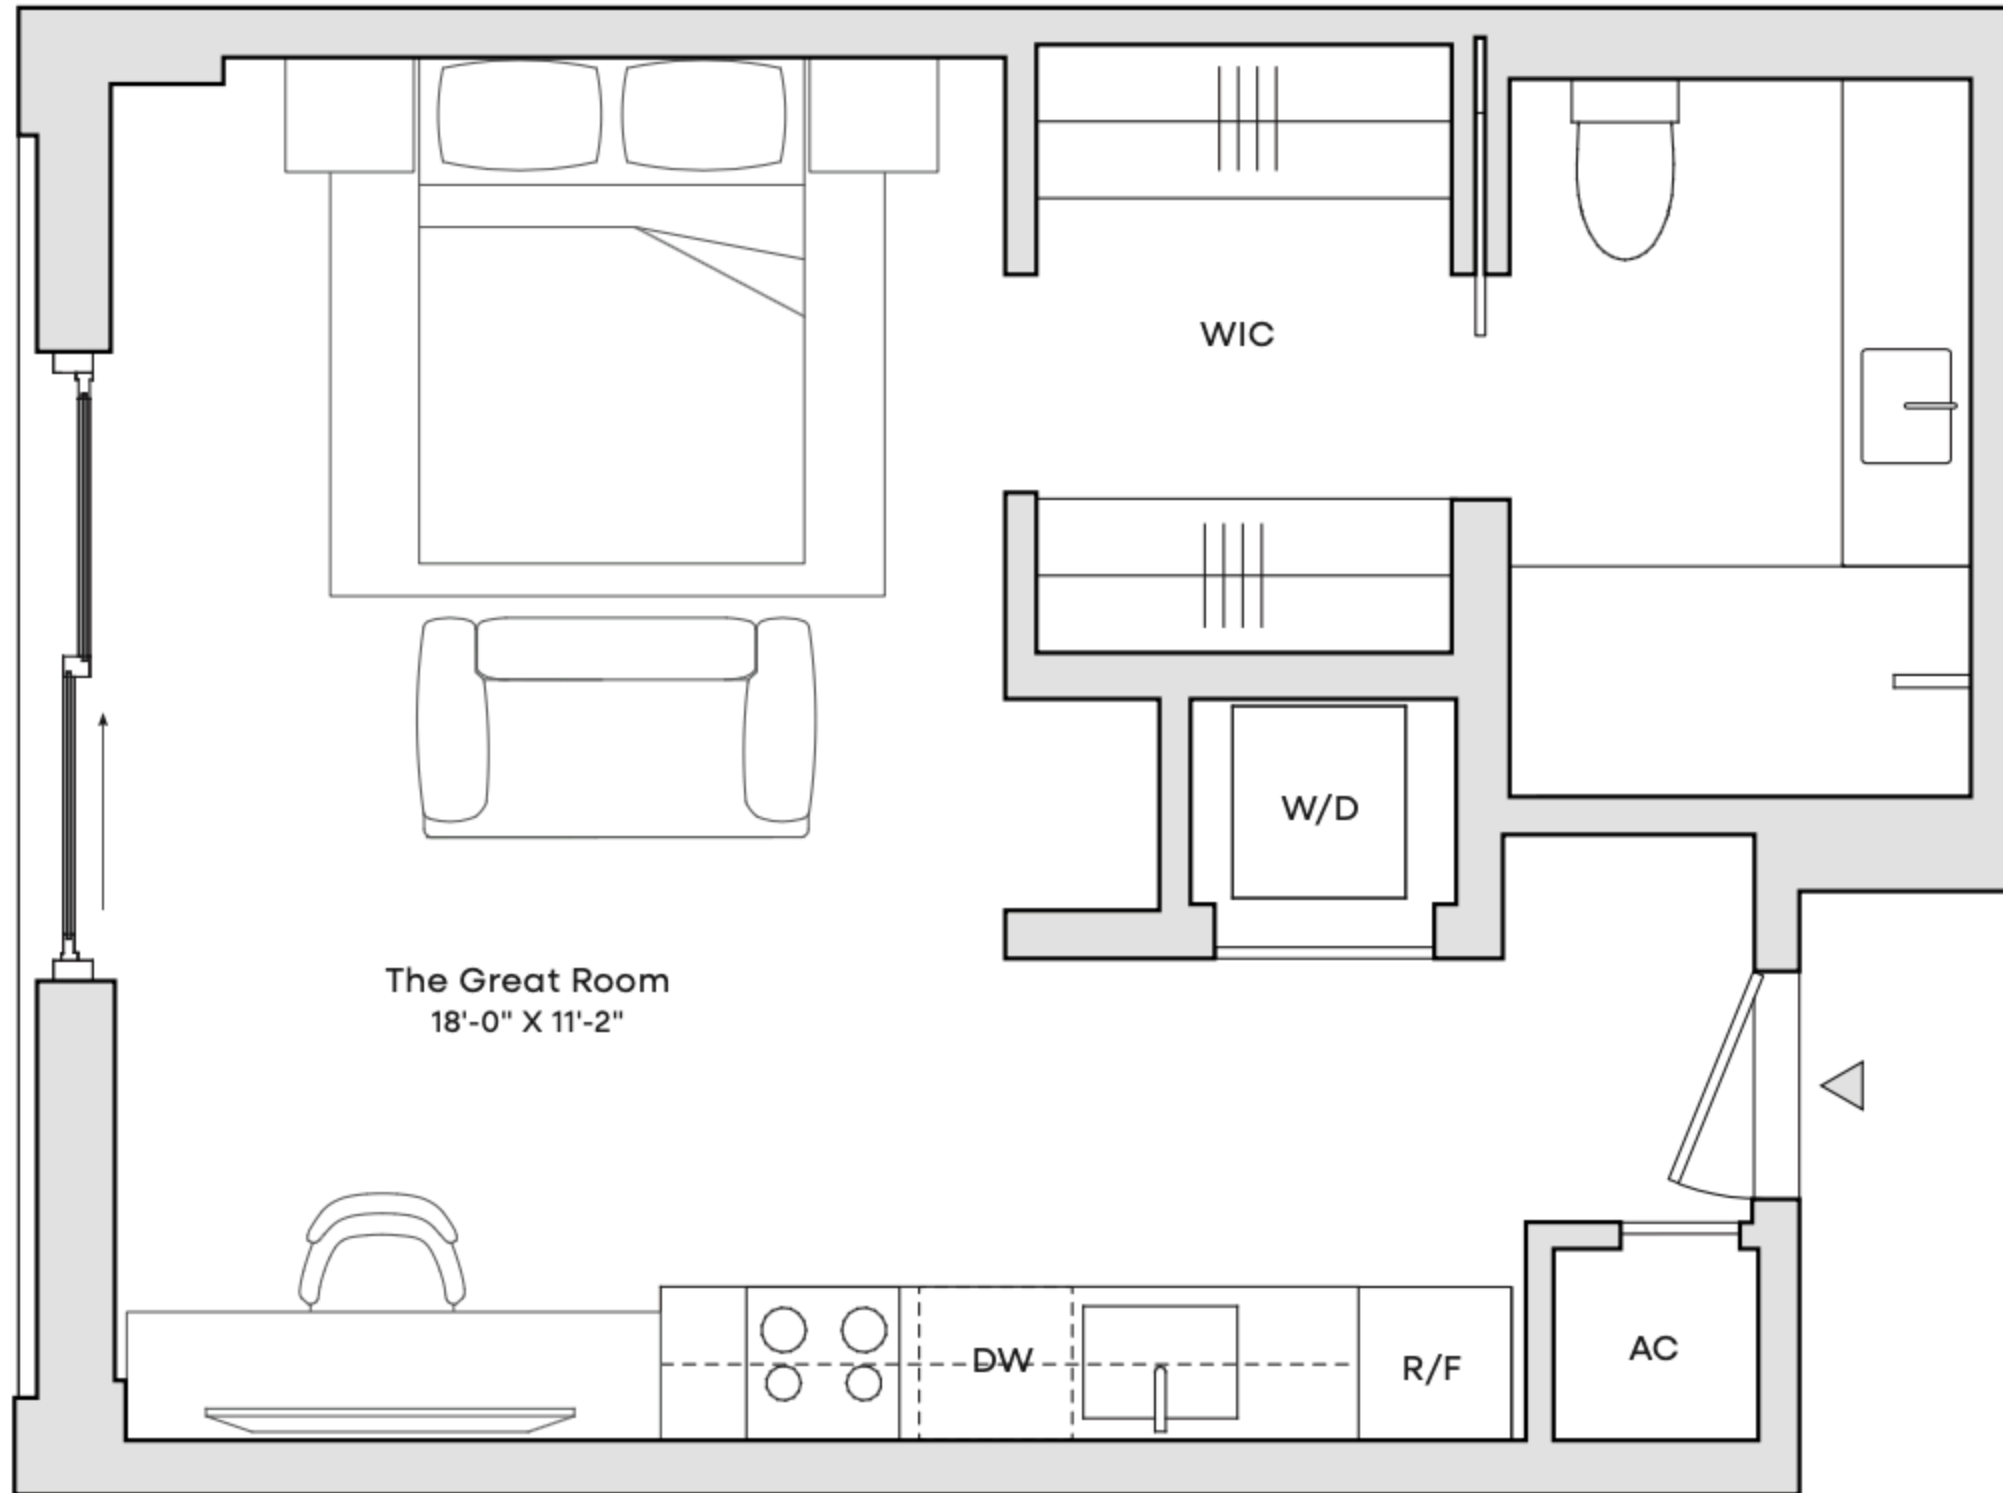 WIC
W/D
The Great Room
18'-0" X 11'-2"
DW
R/F
AC